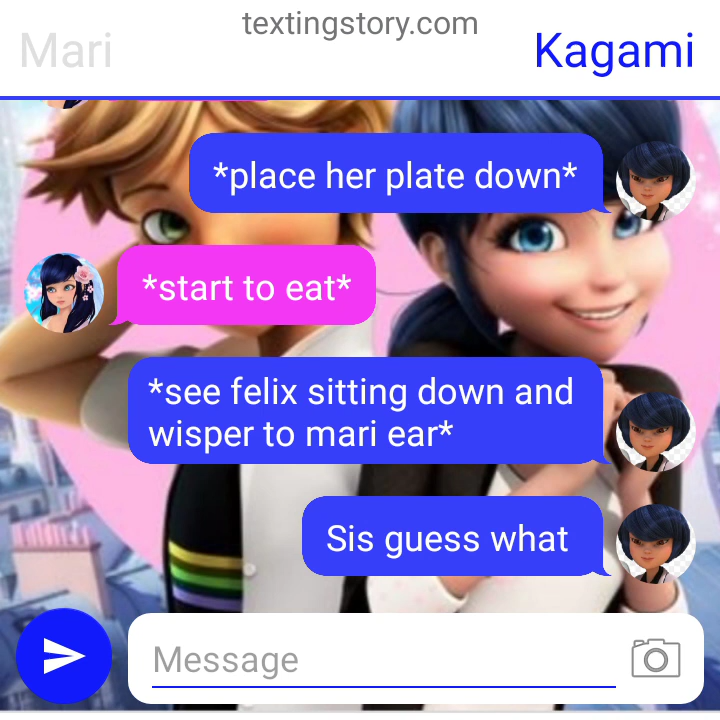 textingstory.com
Mari
Kagami
*place her plate down*
*start to eat*
*see felix sitting down and
wisper to mari ear*
Sis guess what
Message